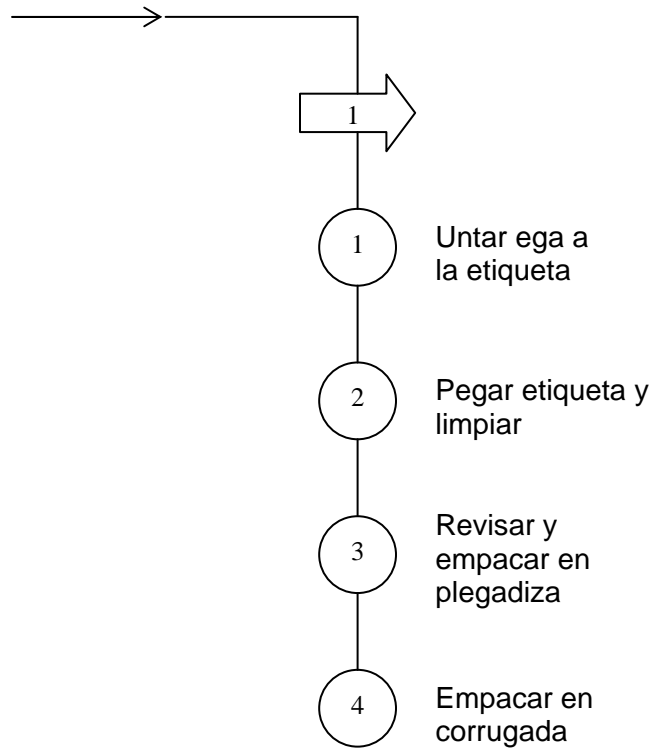 1
1
Untar ega a
la etiqueta
2
Pegar etiqueta y
limpiar
3
Revisar y
empacar en
plegadiza
4
Empacar en
corrugada